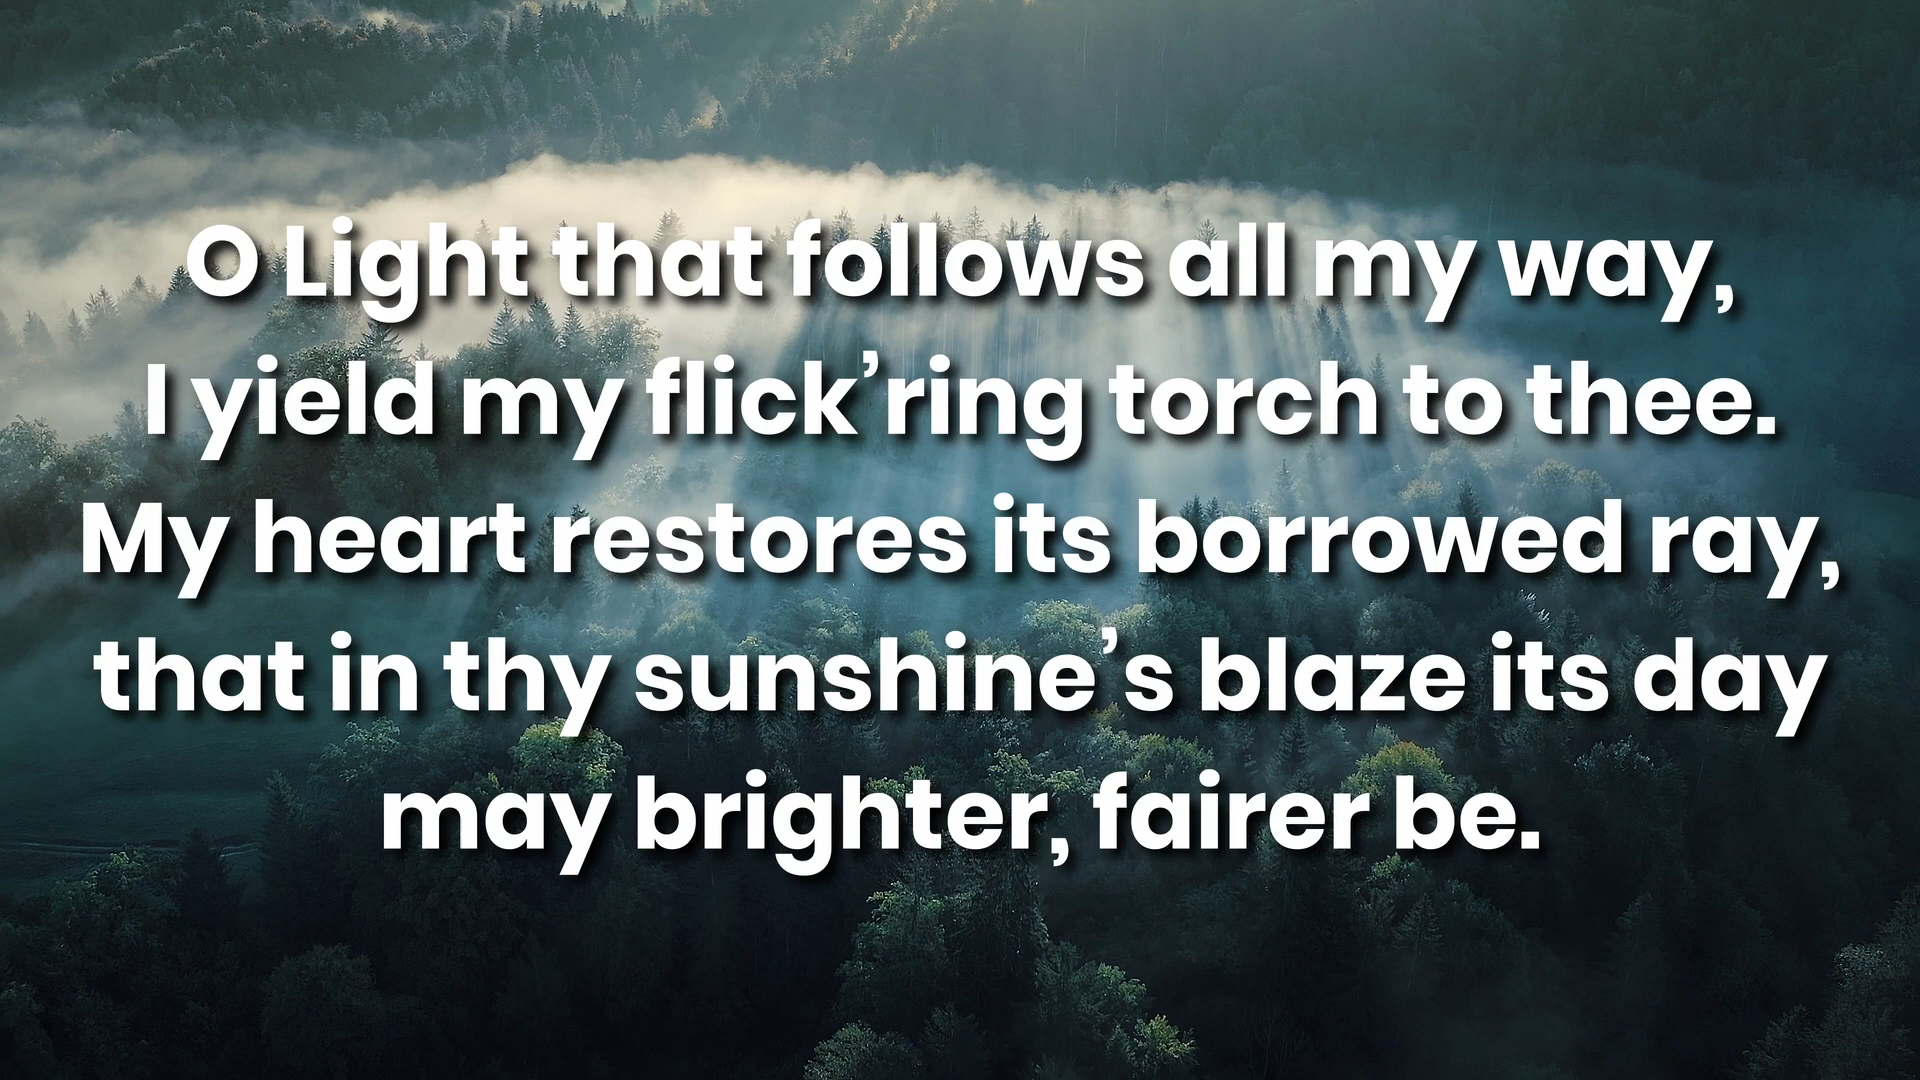 O Light that follows all my way,
I yield my flick’ring torch to thee.
My heart restores its borrowed ray,
that in thy sunshine’s blaze its day
may brighter, fairer be.